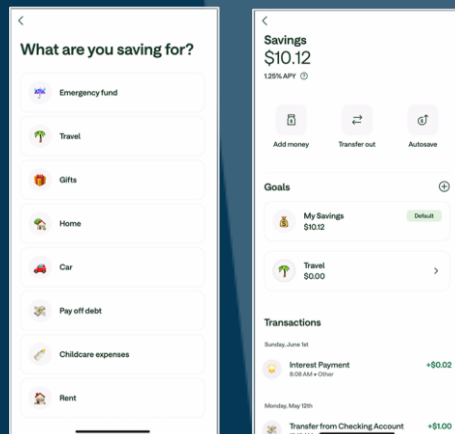 What are you saving for?
Emergency fund
Travel
Gifts
Home
Car
Pay off debt
Childcare expenses
Rent
Savings
$10.12
1.25% APY
Add money
Transfer out
Autosave
Goals
My Savings
Default
$10.12
Travel
$0.00
Transactions
Sunday, June 1st
Interest Payment
+$0.02
8:08 AM • Other
Monday, May 12th
Transfer from Checking Account
+$1.00